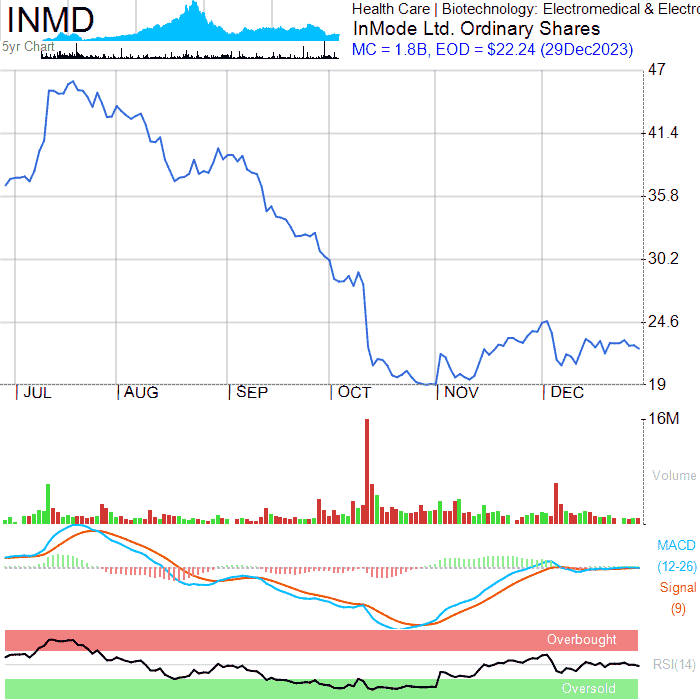 INMD
5yr Chart
Health Care | Biotechnology: Electromedical & Electro
InMode Ltd. Ordinary Shares
MC = 1.8B, EOD = $22.24 (29Dec2023)
47
41.4
35.8
30.2
24.6
19
JUL AUG SEP OCT NOV DEC
16M
Volume
MACD
(12-26)
Signal
(9)
Overbought
RSI(14)
Oversold